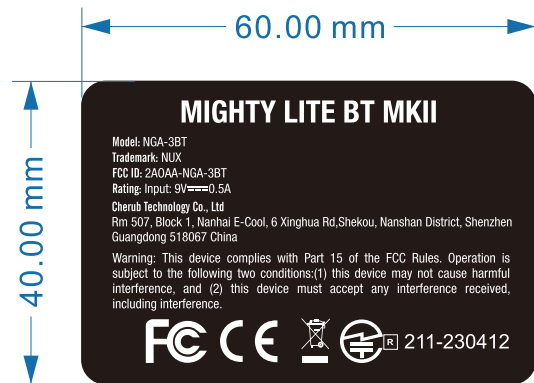 60.00 mm
40.00 mm
MIGHTY LITE BT MKII
Model: NGA-3BT
Trademark: NUX
FCC ID: 2AOAA-NGA-3BT
Rating: Input: 9V⎓0.5A
Cherub Technology Co., Ltd
Rm 507, Block 1, Nanhai E-Cool, 6 Xinghua Rd,Shekou, Nanshan District, Shenzhen
Guangdong 518067 China
Warning: This device complies with Part 15 of the FCC Rules. Operation is
subject to the following two conditions:(1) this device may not cause harmful
interference, and (2) this device must accept any interference received,
including interference.
FC CE R 211-230412